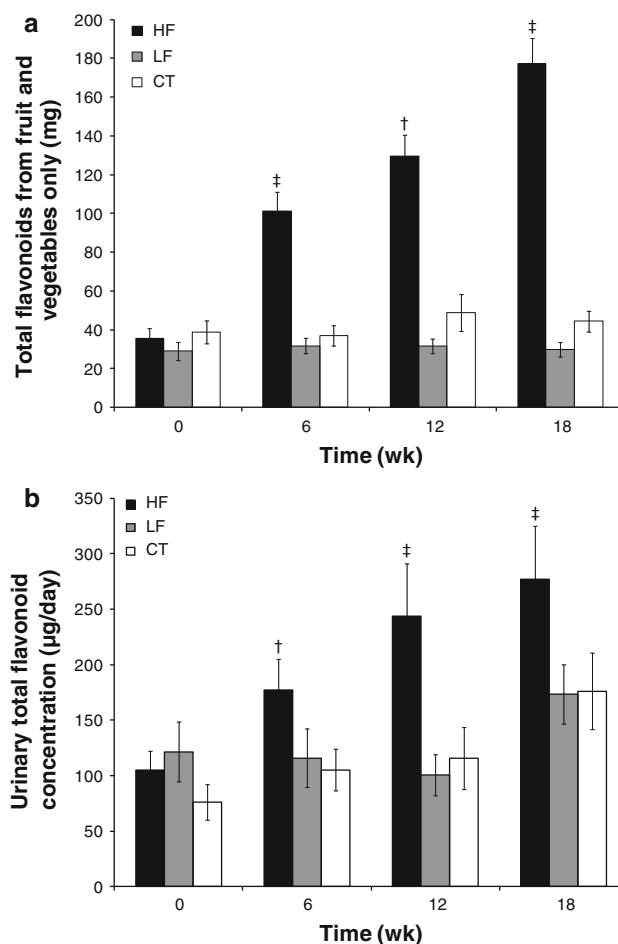 a
HF
LF
CT
Total flavonoids from fruit and
vegetables only (mg)
200
180
160
140
120
100
80
60
40
20
0
‡
†
‡
0 6 12 18
Time (wk)
b
HF
LF
CT
Urinary total flavonoid
concentration (µg/day)
350
300
250
200
150
100
50
0
†
‡
‡
0 6 12 18
Time (wk)